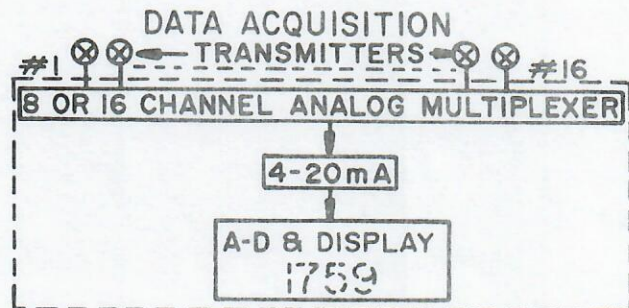 DATA ACQUISITION
TRANSMITTERS
#1 #16
8 OR 16 CHANNEL ANALOG MULTIPLEXER
4-20mA
A-D & DISPLAY
1759